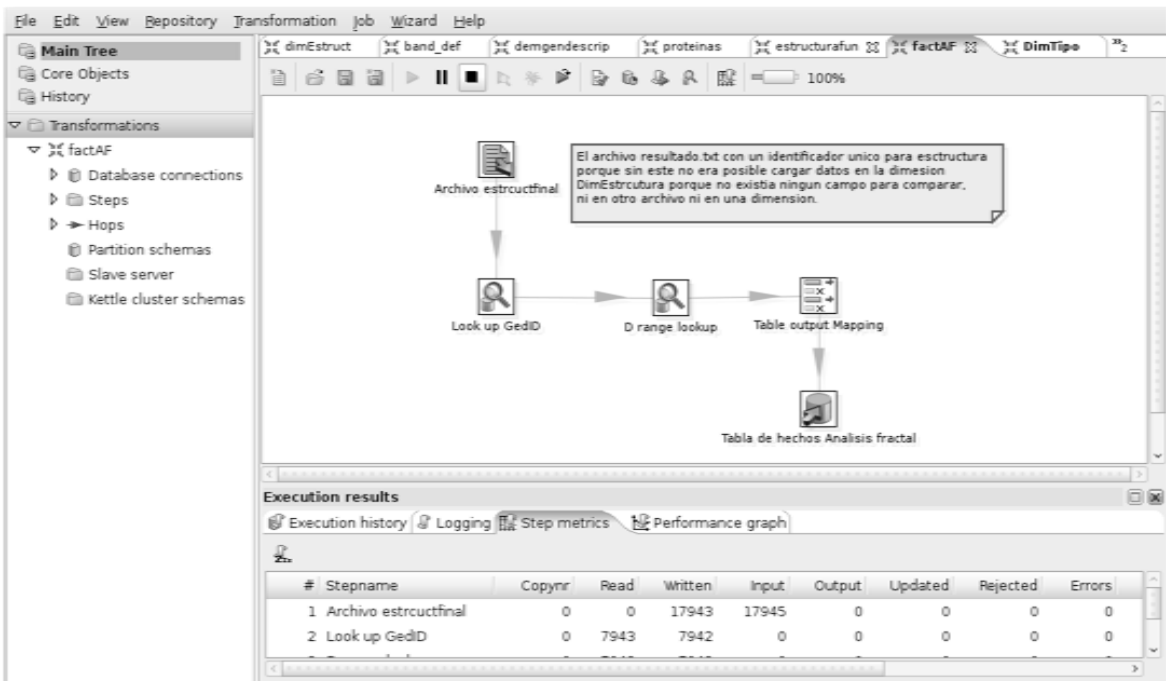 File Edit View Repository Transformation Job Wizard Help
Main Tree
Core Objects
History
Transformations
factAF
Database connections
Steps
Hops
Partition schemas
Slave server
Kettle cluster schemas
dimEstruct band_def demgendescrip proteinas estructurafun factAF DimTipo »2
100%
Archivo estrcuctfinal
El archivo resultado.txt con un identificador unico para esctructura
porque sin este no era posible cargar datos en la dimesion
DimEstrcutura porque no existia ningun campo para comparar,
ni en otro archivo ni en una dimension.
Look up GedID
D range lookup
Table output Mapping
Tabla de hechos Analisis fractal
Execution results
Execution history Logging Step metrics Performance graph
# Stepname Copynr Read Written Input Output Updated Rejected Errors
1 Archivo estrcuctfinal 0 0 17943 17945 0 0 0 0
2 Look up GedID 0 7943 7942 0 0 0 0 0